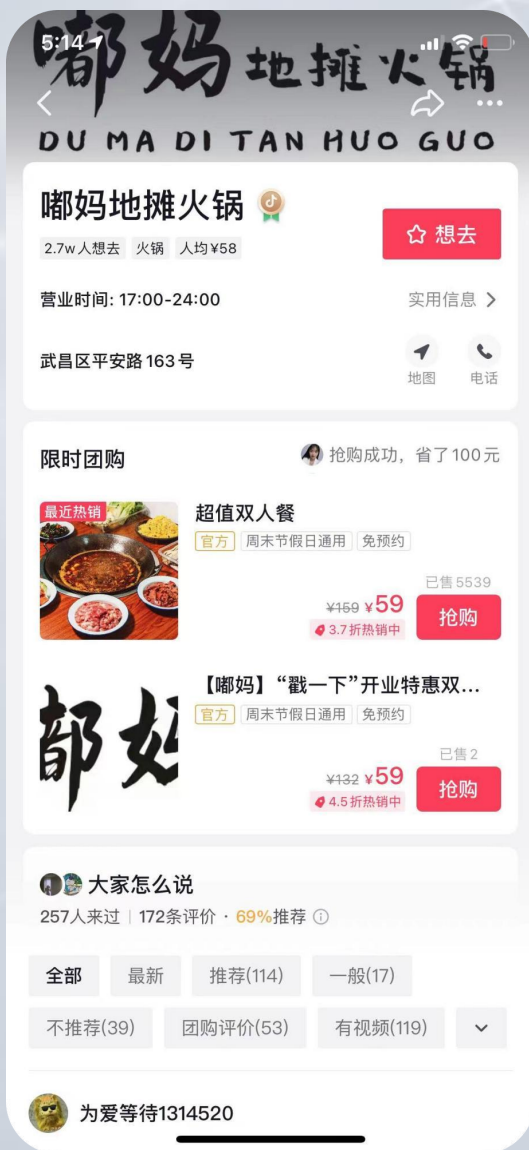 嘟妈地摊火锅
5:14
DU MA DI TAN HUO GUO
嘟妈地摊火锅
2.7w人想去 火锅 人均¥58
想去
营业时间: 17:00-24:00
实用信息
武昌区平安路163号
地图 电话
限时团购
抢购成功，省了100元
最近热销
超值双人餐
官方 周末节假日通用 免预约
已售5539
¥159 ¥59
3.7折热销中
抢购
嘟妈
【嘟妈】“戳一下”开业特惠双...
官方 周末节假日通用 免预约
已售2
¥132 ¥59
4.5折热销中
抢购
大家怎么说
257人来过 | 172条评价 · 69%推荐
全部 最新 推荐(114) 一般(17)
不推荐(39) 团购评价(53) 有视频(119)
为爱等待1314520